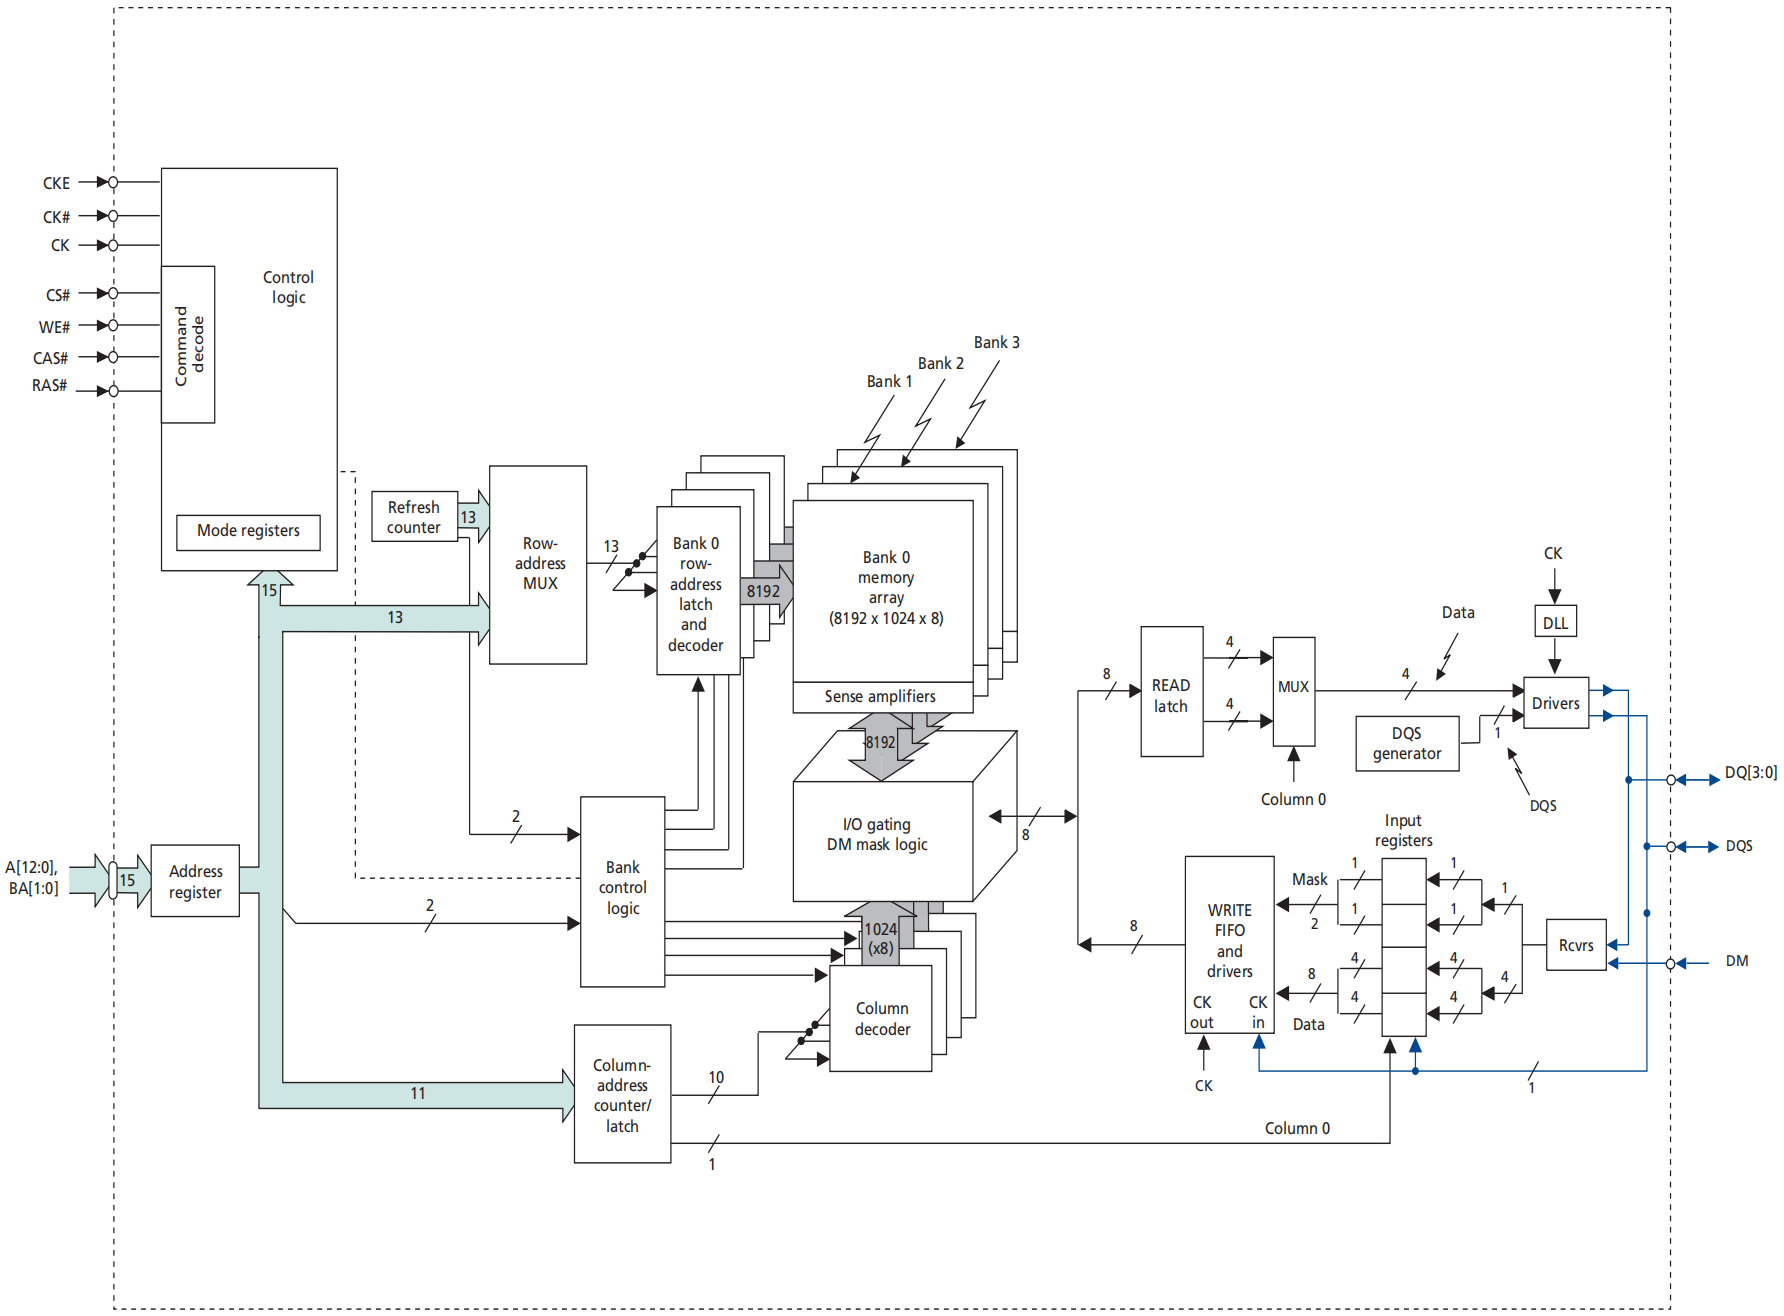 CKE
CK#
CK
CS#
WE#
CAS#
RAS#
Command
decode
Control
logic
Mode registers
15
Refresh
counter
13
13
Row-
address
MUX
13
Bank 0
row-
address
latch
and
decoder
8192
Bank 1
Bank 2
Bank 3
Bank 0
memory
array
(8192 x 1024 x 8)
Sense amplifiers
8192
I/O gating
DM mask logic
8
A[12:0],
BA[1:0]
15
Address
register
2
2
Bank
control
logic
1024
(x8)
Column
decoder
11
Column-
address
counter/
latch
10
1
Column 0
8
READ
latch
4
4
MUX
Column 0
4
Data
CK
DLL
Drivers
DQS
generator
1
DQS
DQ[3:0]
DQS
DM
Input
registers
8
WRITE
FIFO
and
drivers
CK
out
CK
in
CK
Mask
2
8
Data
1
1
4
4
1
1
4
4
1
4
Rcvrs
1